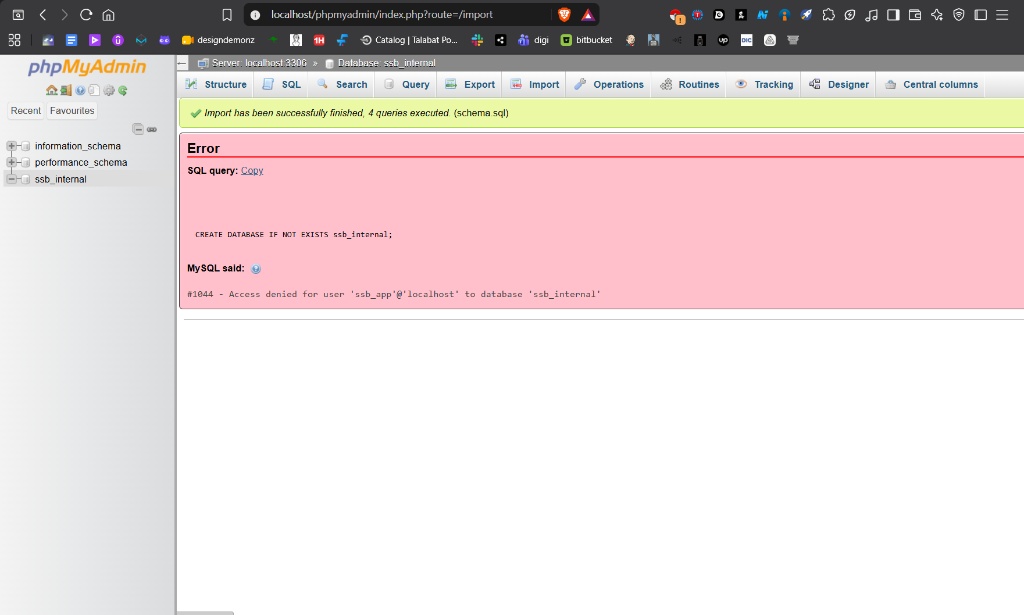 localhost/phpmyadmin/index.php?route=/import
designdemonz
Catalog | Talabat Po...
digi
bitbucket
phpMyAdmin
Recent Favourites
information_schema
performance_schema
ssb_internal
Server: localhost:3306 » Database: ssb_internal
Structure SQL Search Query Export Import Operations Routines Tracking Designer Central columns
Import has been successfully finished, 4 queries executed. (schema.sql)
Error
SQL query: Copy
CREATE DATABASE IF NOT EXISTS ssb_internal;
MySQL said:
#1044 - Access denied for user 'ssb_app'@'localhost' to database 'ssb_internal'